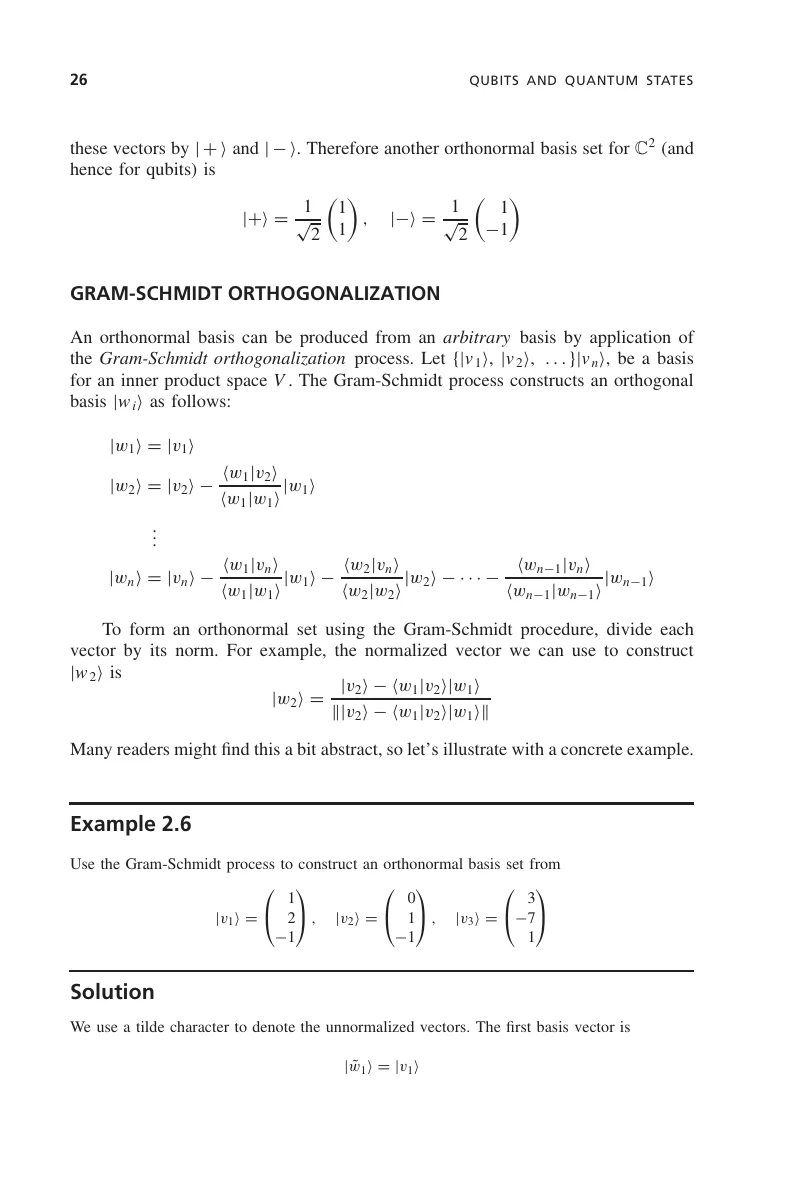 26 QUBITS AND QUANTUM STATES
these vectors by |+⟩ and |−⟩. Therefore another orthonormal basis set for ℂ² (and
hence for qubits) is
|+⟩ = 1/√2 (1 1), |−⟩ = 1/√2 (1 −1)
GRAM-SCHMIDT ORTHOGONALIZATION
An orthonormal basis can be produced from an arbitrary basis by application of
the Gram-Schmidt orthogonalization process. Let {|v₁⟩, |v₂⟩, ...}|vₙ⟩, be a basis
for an inner product space V. The Gram-Schmidt process constructs an orthogonal
basis |wᵢ⟩ as follows:
|w₁⟩ = |v₁⟩
|w₂⟩ = |v₂⟩ − ⟨w₁|v₂⟩/⟨w₁|w₁⟩ |w₁⟩
⋮
|wₙ⟩ = |vₙ⟩ − ⟨w₁|vₙ⟩/⟨w₁|w₁⟩ |w₁⟩ − ⟨w₂|vₙ⟩/⟨w₂|w₂⟩ |w₂⟩ − ··· − ⟨wₙ₋₁|vₙ⟩/⟨wₙ₋₁|wₙ₋₁⟩ |wₙ₋₁⟩
To form an orthonormal set using the Gram-Schmidt procedure, divide each
vector by its norm. For example, the normalized vector we can use to construct
|w₂⟩ is
|w₂⟩ = |v₂⟩ − ⟨w₁|v₂⟩|w₁⟩ / ‖|v₂⟩ − ⟨w₁|v₂⟩|w₁⟩‖
Many readers might find this a bit abstract, so let's illustrate with a concrete example.
Example 2.6
Use the Gram-Schmidt process to construct an orthonormal basis set from
|v₁⟩ = (1 2 −1), |v₂⟩ = (0 1 −1), |v₃⟩ = (3 −7 1)
Solution
We use a tilde character to denote the unnormalized vectors. The first basis vector is
|w̃₁⟩ = |v₁⟩